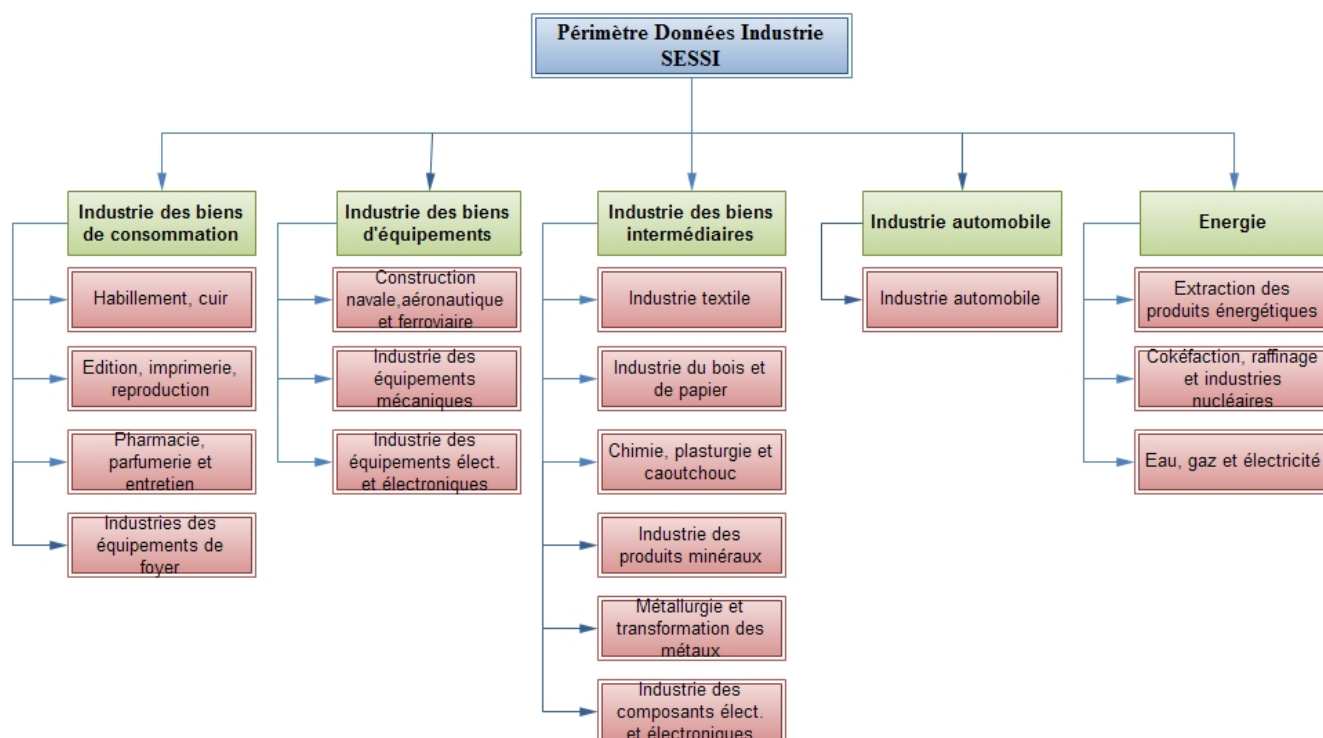 Périmètre Données Industrie
SESSI
Industrie des biens
de consommation
Habillement, cuir
Edition, imprimerie,
reproduction
Pharmacie,
parfumerie et
entretien
Industries des
équipements de
foyer
Industrie des biens
d'équipements
Construction
navale,aéronautique
et ferroviaire
Industrie des
équipements
mécaniques
Industrie des
équipements élect.
et électroniques
Industrie des biens
intermédiaires
Industrie textile
Industrie du bois et
de papier
Chimie, plasturgie et
caoutchouc
Industrie des
produits minéraux
Métallurgie et
transformation des
métaux
Industrie des
composants élect.
et électroniques
Industrie automobile
Industrie automobile
Energie
Extraction des
produits énergétiques
Cokéfaction, raffinage
et industries
nucléaires
Eau, gaz et électricité